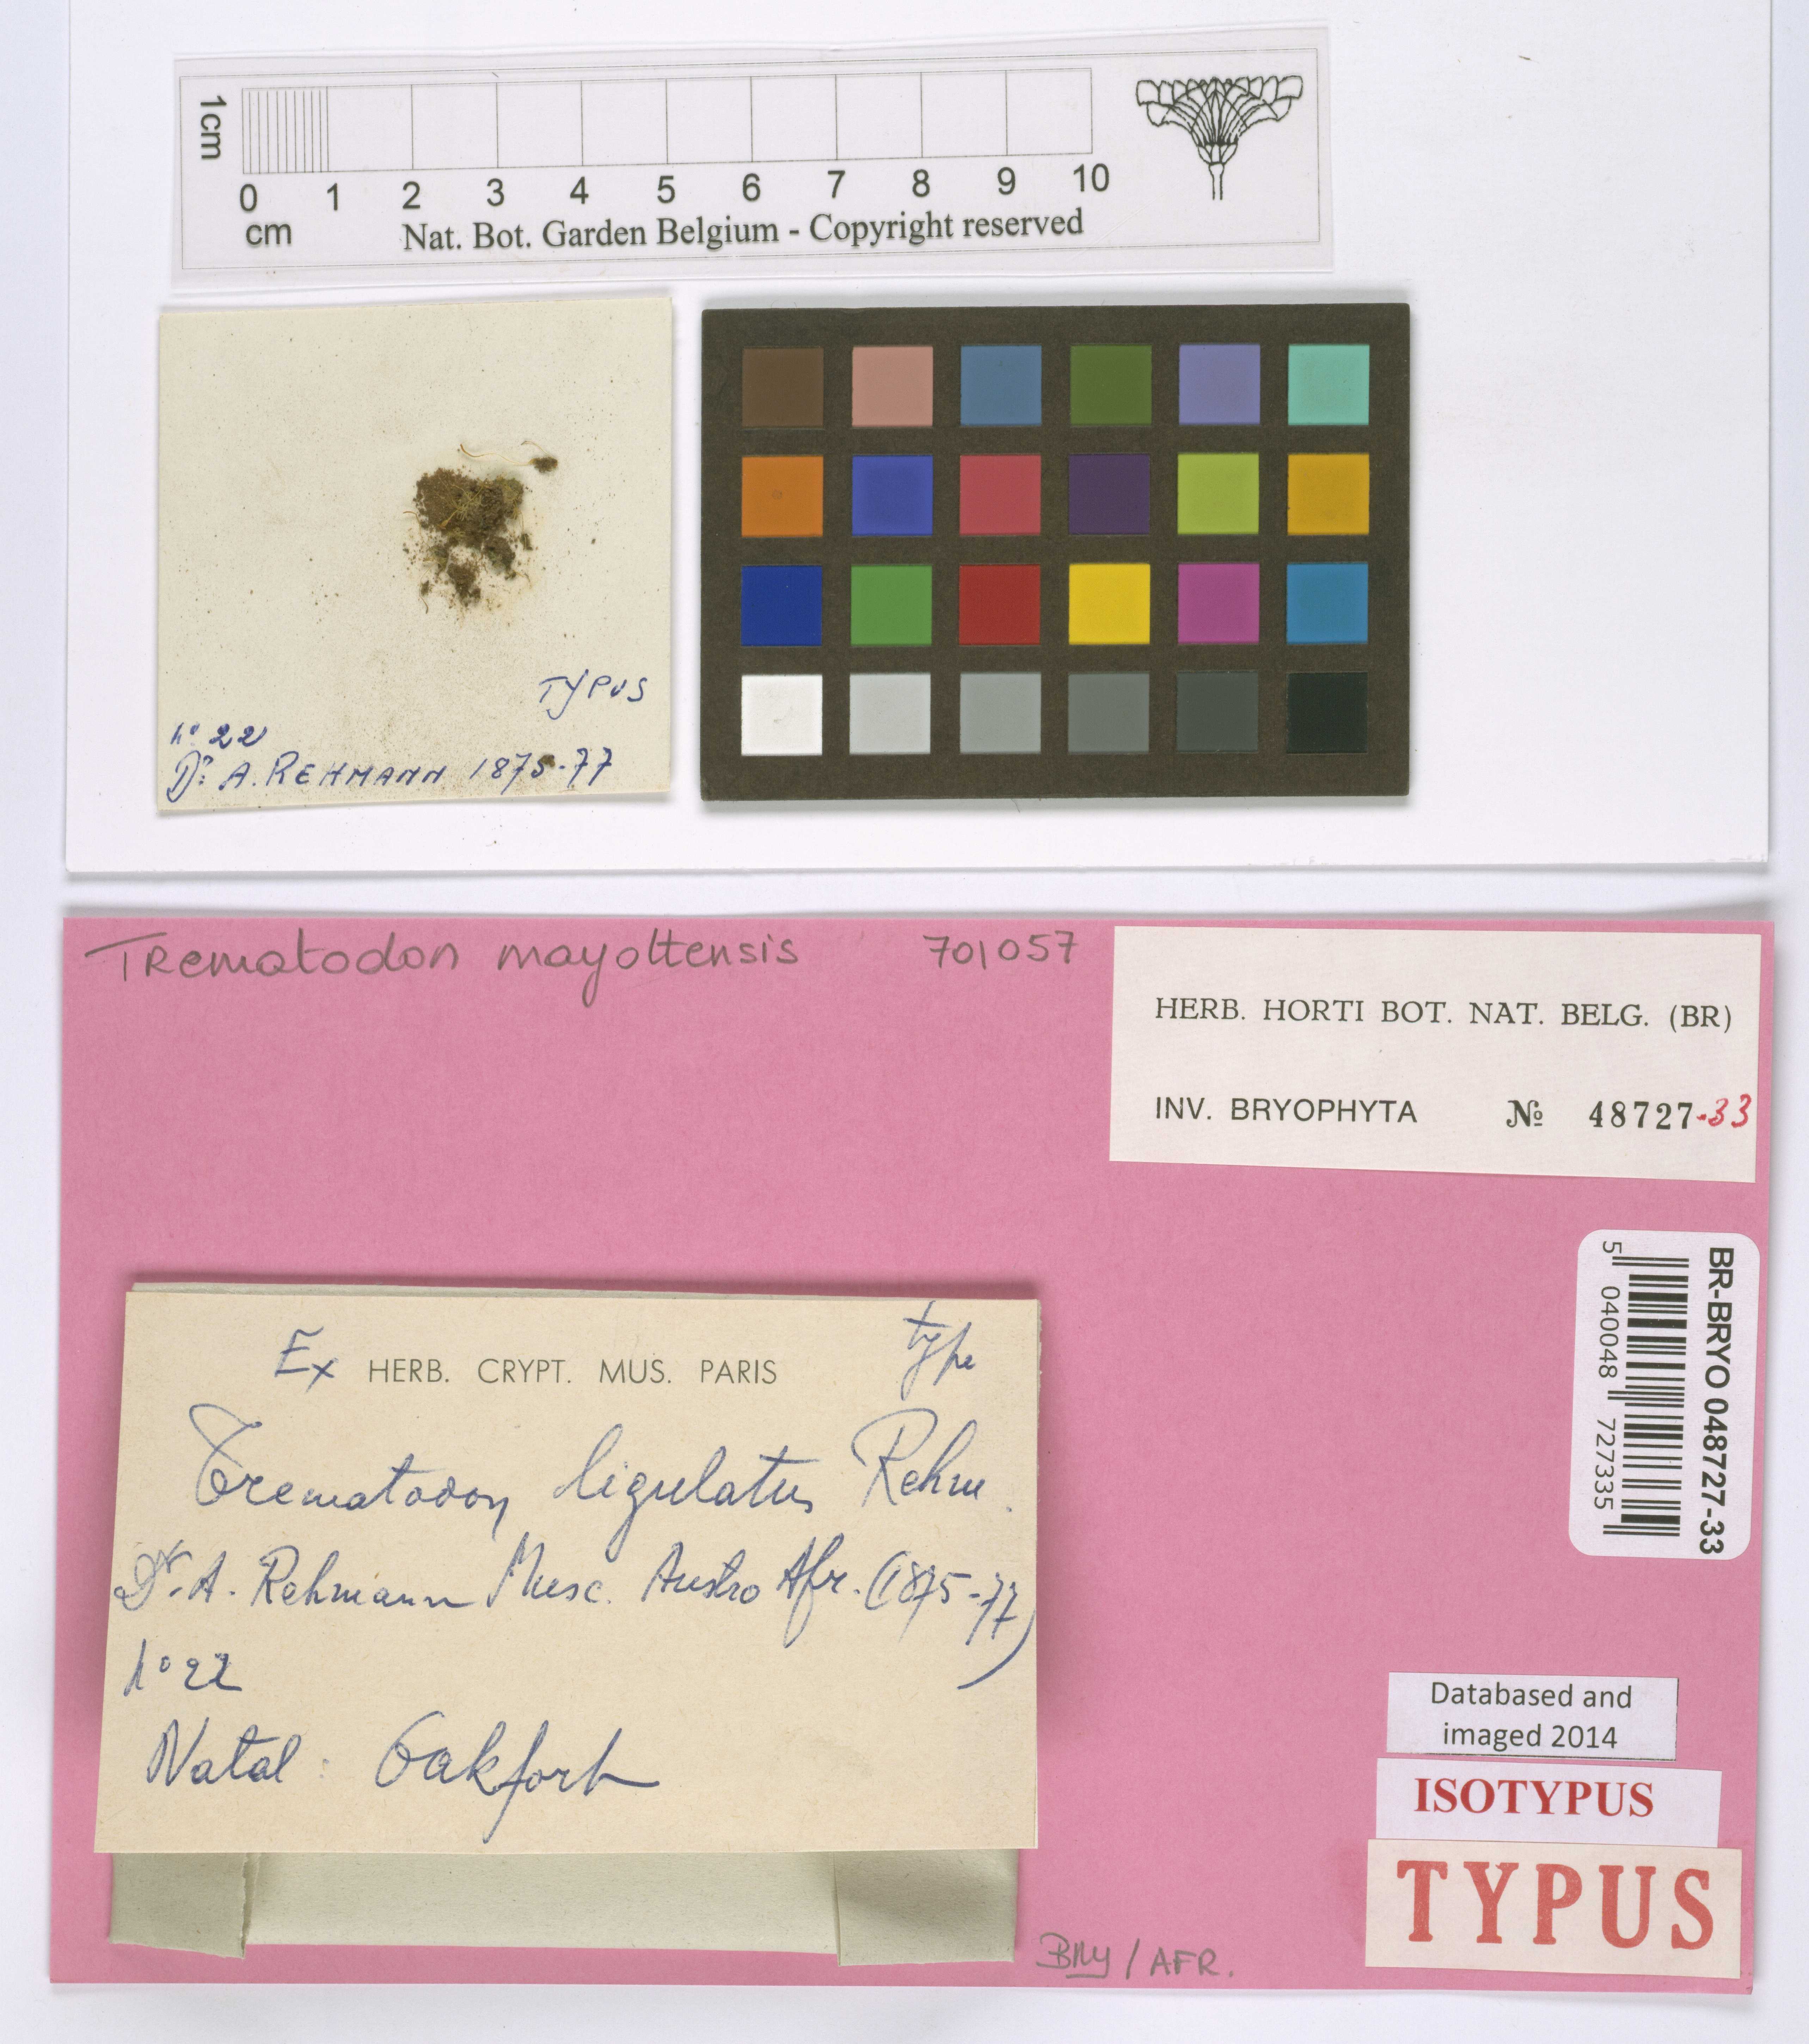 1cm
0 1 2 3 4 5 6 7 8 9 10
cm
Nat. Bot. Garden Belgium - Copyright reserved
TYPUS
n° 22
Dr. A. REHMANN 1875-77
Trematodon mayottensis 701057
HERB. HORTI BOT. NAT. BELG. (BR)
INV. BRYOPHYTA № 48727-33
BR-BRYO 048727-33
5 040048 727335
Ex HERB. CRYPT. MUS. PARIS type
Trematodon ligulatus Rehm.
Dr. A. Rehmann Musc. Austro Afr. (1875-77)
n° 22
Natal : Oakfort
Databased and
imaged 2014
ISOTYPUS
TYPUS
BRY / AFR.